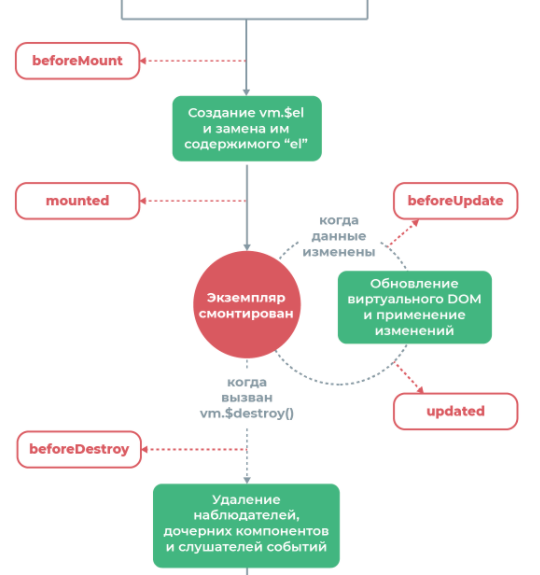 beforeMount
Создание vm.$el
и замена им
содержимого “el”
mounted
beforeUpdate
когда
данные
изменены
Экземпляр
смонтирован
Обновление
виртуального DOM
и применение
изменений
когда
вызван
vm.$destroy()
updated
beforeDestroy
Удаление
наблюдателей,
дочерних компонентов
и слушателей событий